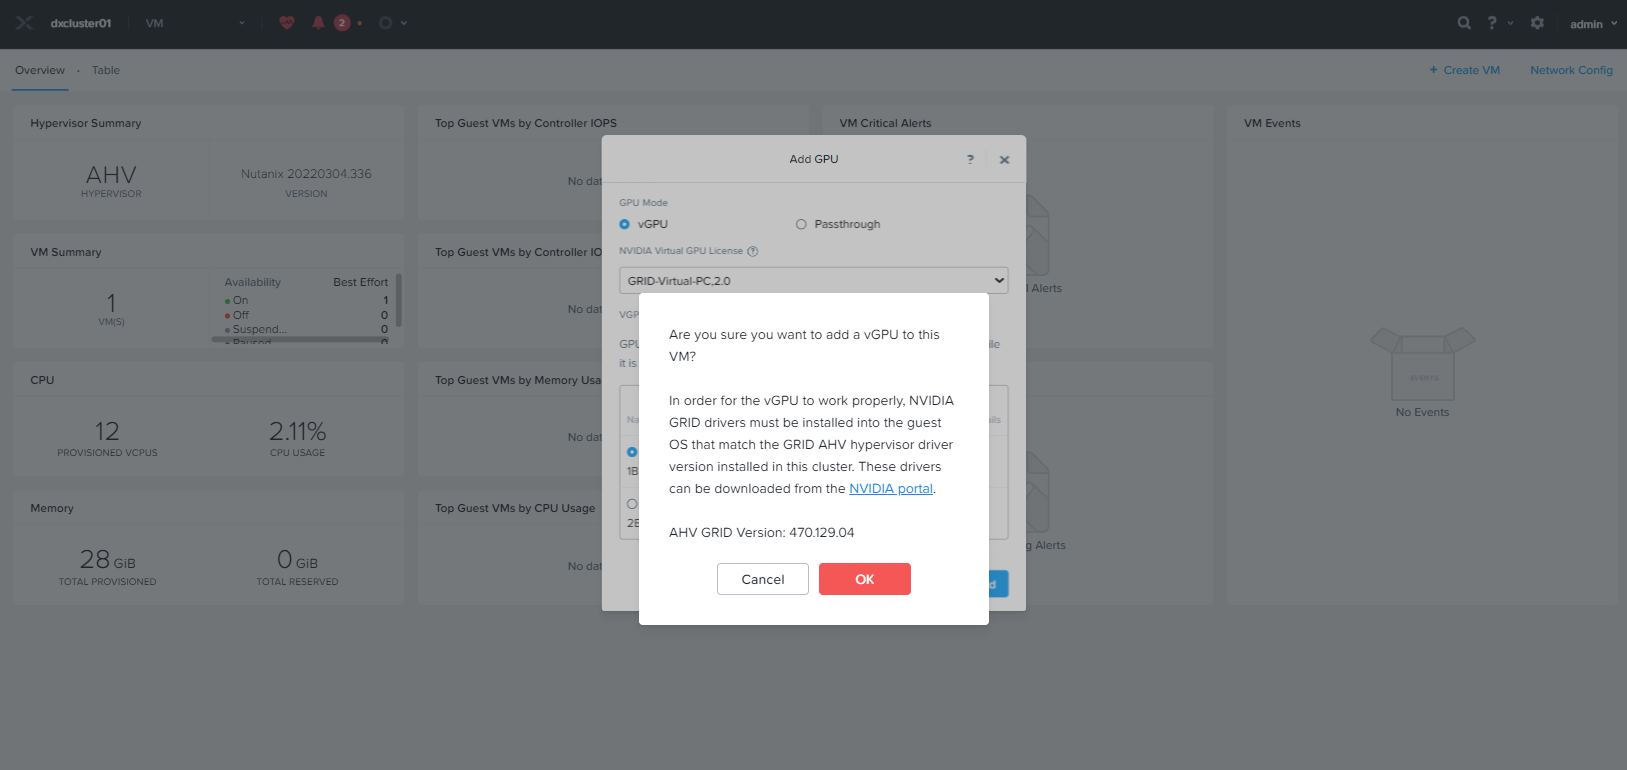 dxcluster01
VM
2
?
admin
Overview
Table
+ Create VM
Network Config
Hypervisor Summary
AHV
HYPERVISOR
Nutanix 20220304.336
VERSION
Top Guest VMs by Controller IOPS
No dat
VM Critical Alerts
Alerts
VM Events
EVENTS
No Events
VM Summary
1
VM(S)
Availability Best Effort
On 1
Off 0
Suspend... 0
Paused 0
Top Guest VMs by Controller IO
No dat
CPU
12
PROVISIONED VCPUS
2.11%
CPU USAGE
Top Guest VMs by Memory Usa
No dat
g Alerts
Memory
28 GiB
TOTAL PROVISIONED
0 GiB
TOTAL RESERVED
Top Guest VMs by CPU Usage
No dat
Add GPU
?
GPU Mode
vGPU
Passthrough
NVIDIA Virtual GPU License ?
GRID-Virtual-PC,2.0
VGP
GPU
it is
Na
1B
2B
d
Are you sure you want to add a vGPU to this
VM?
In order for the vGPU to work properly, NVIDIA
GRID drivers must be installed into the guest
OS that match the GRID AHV hypervisor driver
version installed in this cluster. These drivers
can be downloaded from the NVIDIA portal.
AHV GRID Version: 470.129.04
Cancel
OK